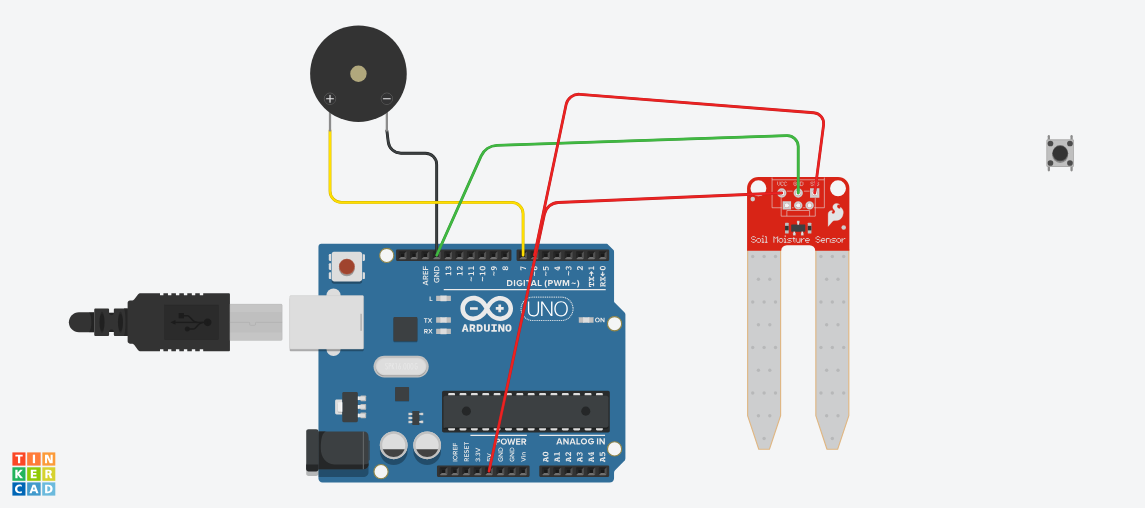 + −
VCC GND SIG
Soil Moisture Sensor
AREF
GND
13
12
~11
~10
~9
8
7
~5
4
~3
2
TX→1
RX←0
DIGITAL (PWM~)
L
TX
RX
UNO
ARDUINO
ON
POWER
ANALOG IN
IOREF
RESET
3.3V
5V
GND
GND
Vin
A0
A1
A2
A3
A4
A5
TIN
KER
CAD